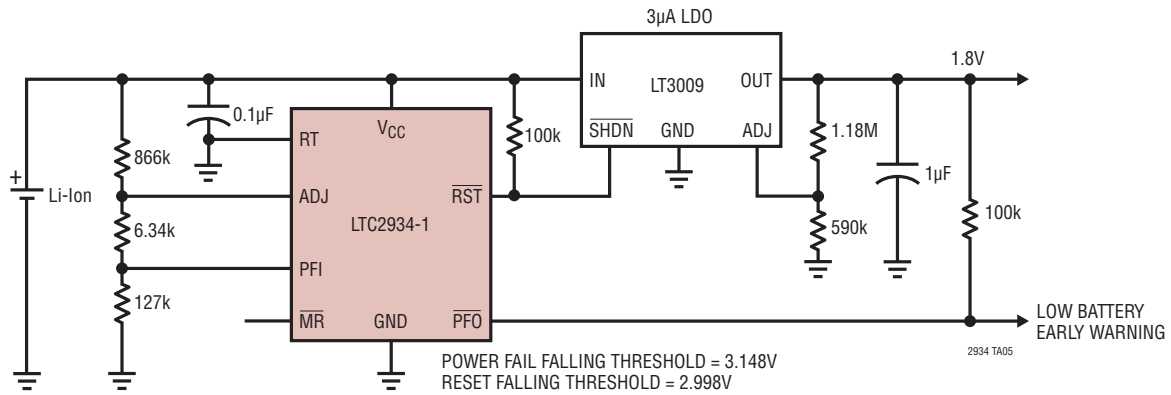 3µA LDO
1.8V
IN
OUT
LT3009
SHDN
GND
ADJ
0.1µF
VCC
RT
100k
1.18M
1µF
866k
+
Li-Ion
ADJ
RST
LTC2934-1
6.34k
590k
100k
PFI
127k
MR
GND
PFO
LOW BATTERY
EARLY WARNING
2934 TA05
POWER FAIL FALLING THRESHOLD = 3.148V
RESET FALLING THRESHOLD = 2.998V